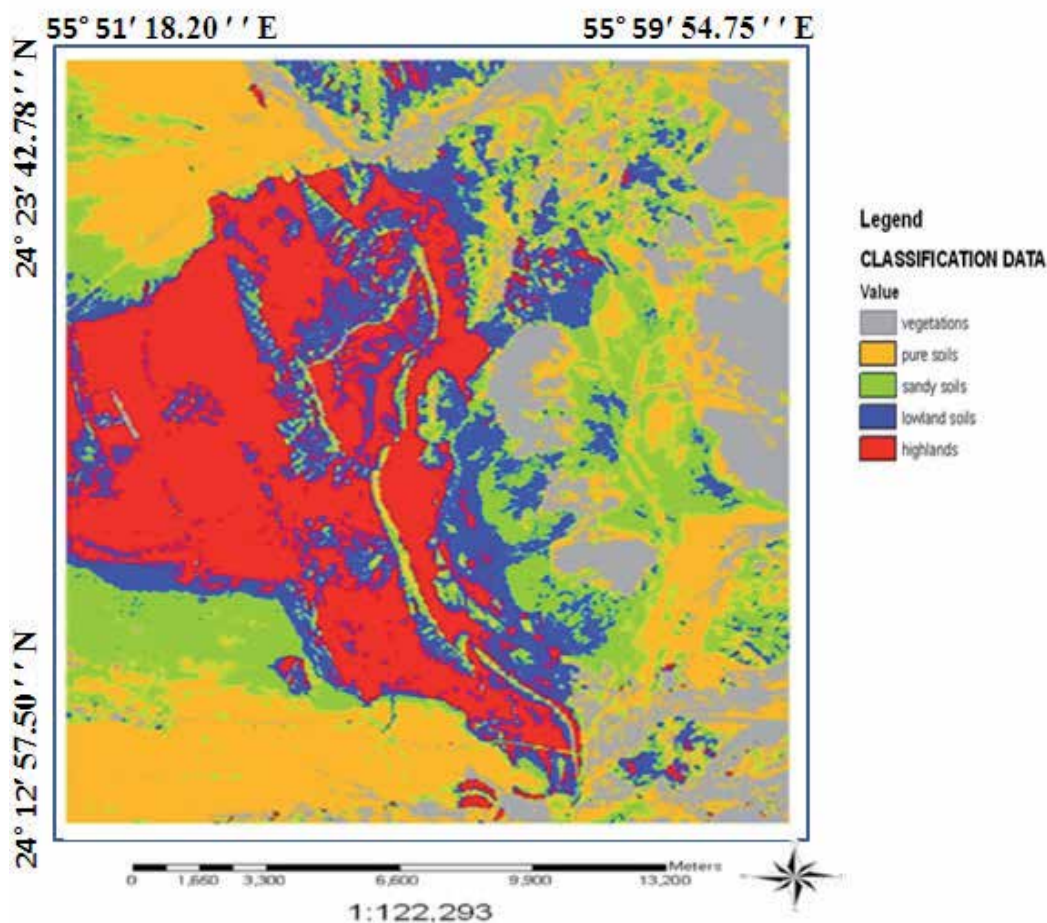 55° 51′ 18.20 ′ ′ E 55° 59′ 54.75 ′ ′ E
24° 23′ 42.78 ′ ′ N
24° 12′ 57.50 ′ ′ N
Legend
CLASSIFICATION DATA
Value
vegetations
pure soils
sandy soils
lowland soils
highlands
Meters
0 1,650 3,300 6,600 9,900 13,200
1:122,293